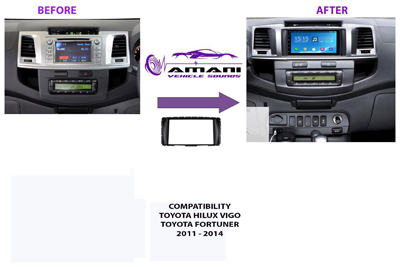 BEFORE
AFTER
AMANI
VEHICLE SOUNDS
COMPATIBILITY
TOYOTA HILUX VIGO
TOYOTA FORTUNER
2011 - 2014